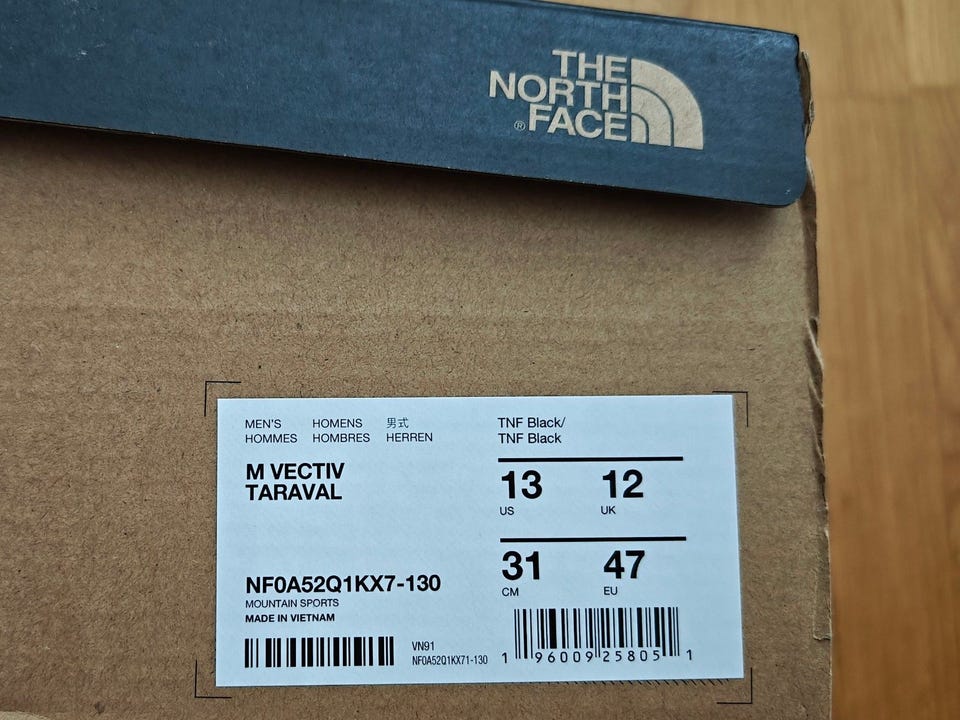 THE
NORTH
® FACE
MEN'S HOMENS 男式
HOMMES HOMBRES HERREN
M VECTIV
TARAVAL
NF0A52Q1KX7-130
MOUNTAIN SPORTS
MADE IN VIETNAM
VN91
NF0A52Q1KX71-130
TNF Black/
TNF Black
13 12
US UK
31 47
CM EU
1 96009 25805 1